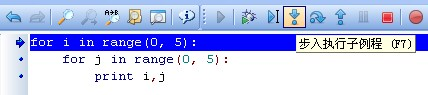 for i in range(0, 5):
步入执行子例程 (F7)
for j in range(0, 5):
print i,j